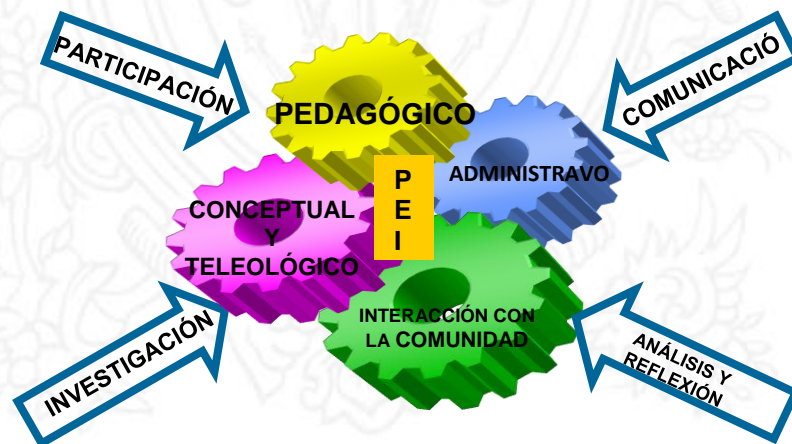 PARTICIPACIÓN
COMUNICACIÓ
PEDAGÓGICO
ADMINISTRAVO
P
E
I
CONCEPTUAL
Y
TELEOLÓGICO
INTERACCIÓN CON
LA COMUNIDAD
INVESTIGACIÓN
ANÁLISIS Y
REFLEXIÓN